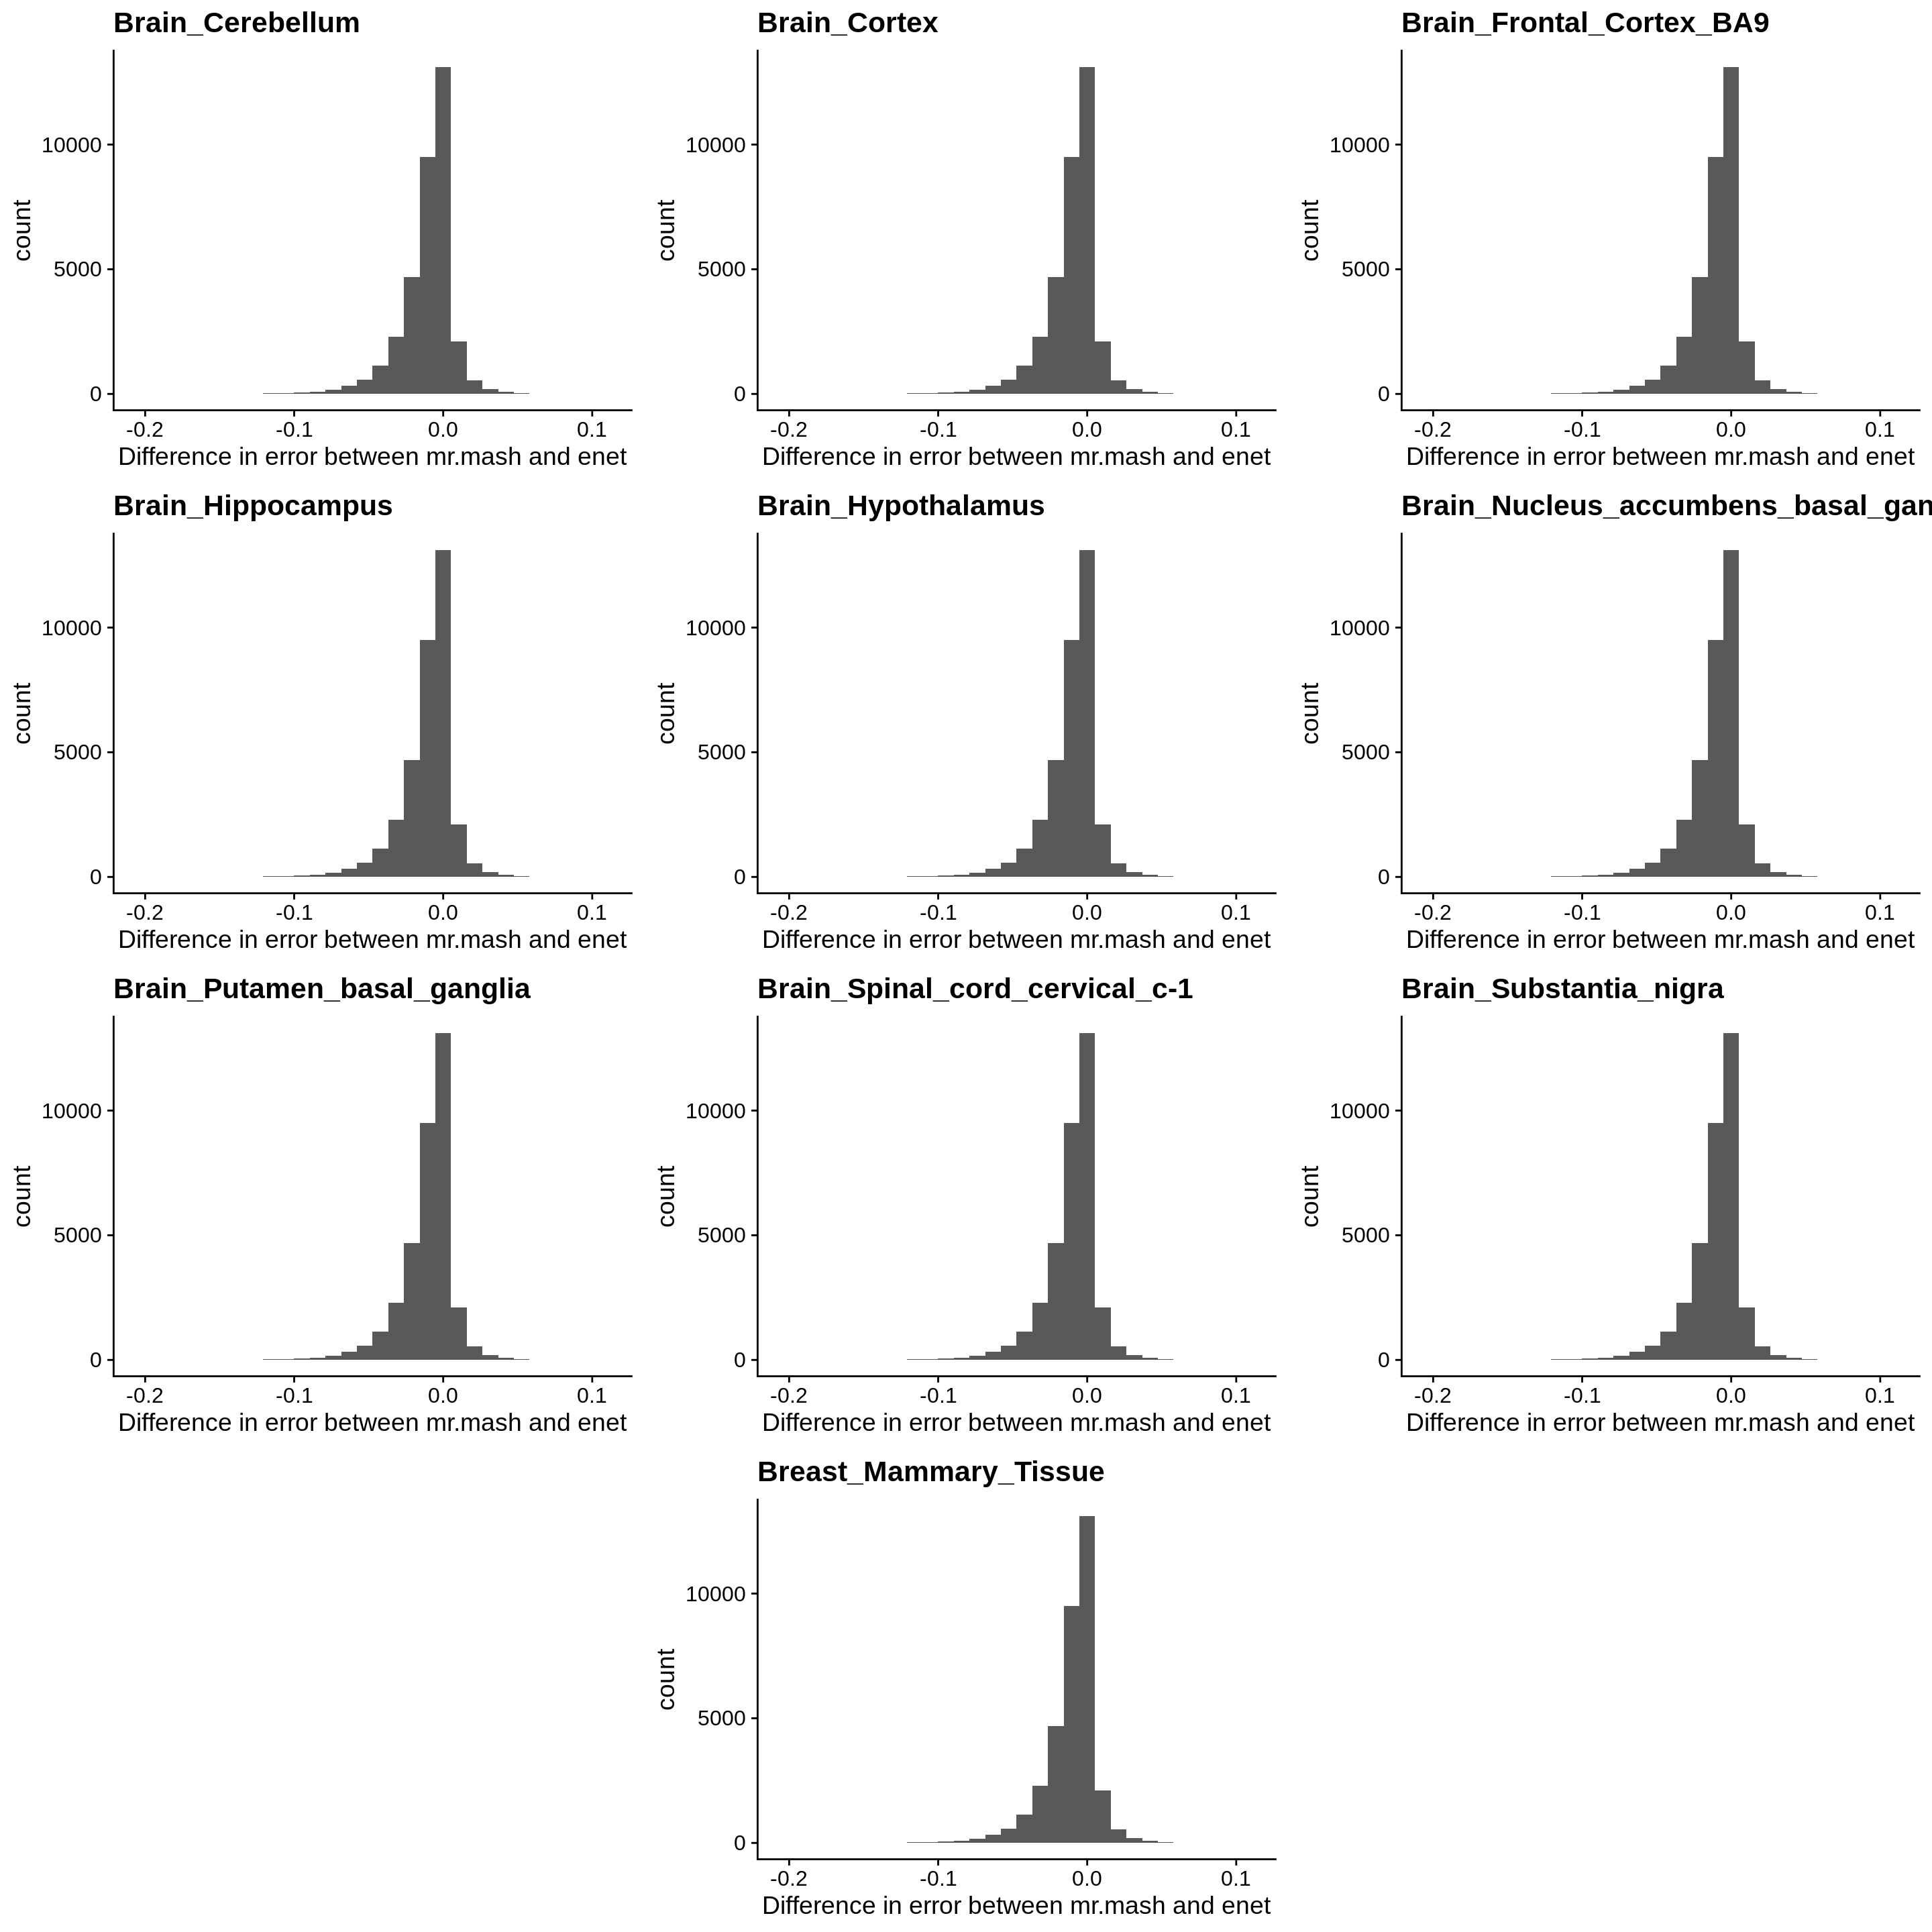 Brain_Cerebellum
10000
5000
0
count
-0.2 -0.1 0.0 0.1
Difference in error between mr.mash and enet
Brain_Cortex
10000
5000
0
count
-0.2 -0.1 0.0 0.1
Difference in error between mr.mash and enet
Brain_Frontal_Cortex_BA9
10000
5000
0
count
-0.2 -0.1 0.0 0.1
Difference in error between mr.mash and enet
Brain_Hippocampus
10000
5000
0
count
-0.2 -0.1 0.0 0.1
Difference in error between mr.mash and enet
Brain_Hypothalamus
10000
5000
0
count
-0.2 -0.1 0.0 0.1
Difference in error between mr.mash and enet
Brain_Nucleus_accumbens_basal_gan
10000
5000
0
count
-0.2 -0.1 0.0 0.1
Difference in error between mr.mash and enet
Brain_Putamen_basal_ganglia
10000
5000
0
count
-0.2 -0.1 0.0 0.1
Difference in error between mr.mash and enet
Brain_Spinal_cord_cervical_c-1
10000
5000
0
count
-0.2 -0.1 0.0 0.1
Difference in error between mr.mash and enet
Brain_Substantia_nigra
10000
5000
0
count
-0.2 -0.1 0.0 0.1
Difference in error between mr.mash and enet
Breast_Mammary_Tissue
10000
5000
0
count
-0.2 -0.1 0.0 0.1
Difference in error between mr.mash and enet